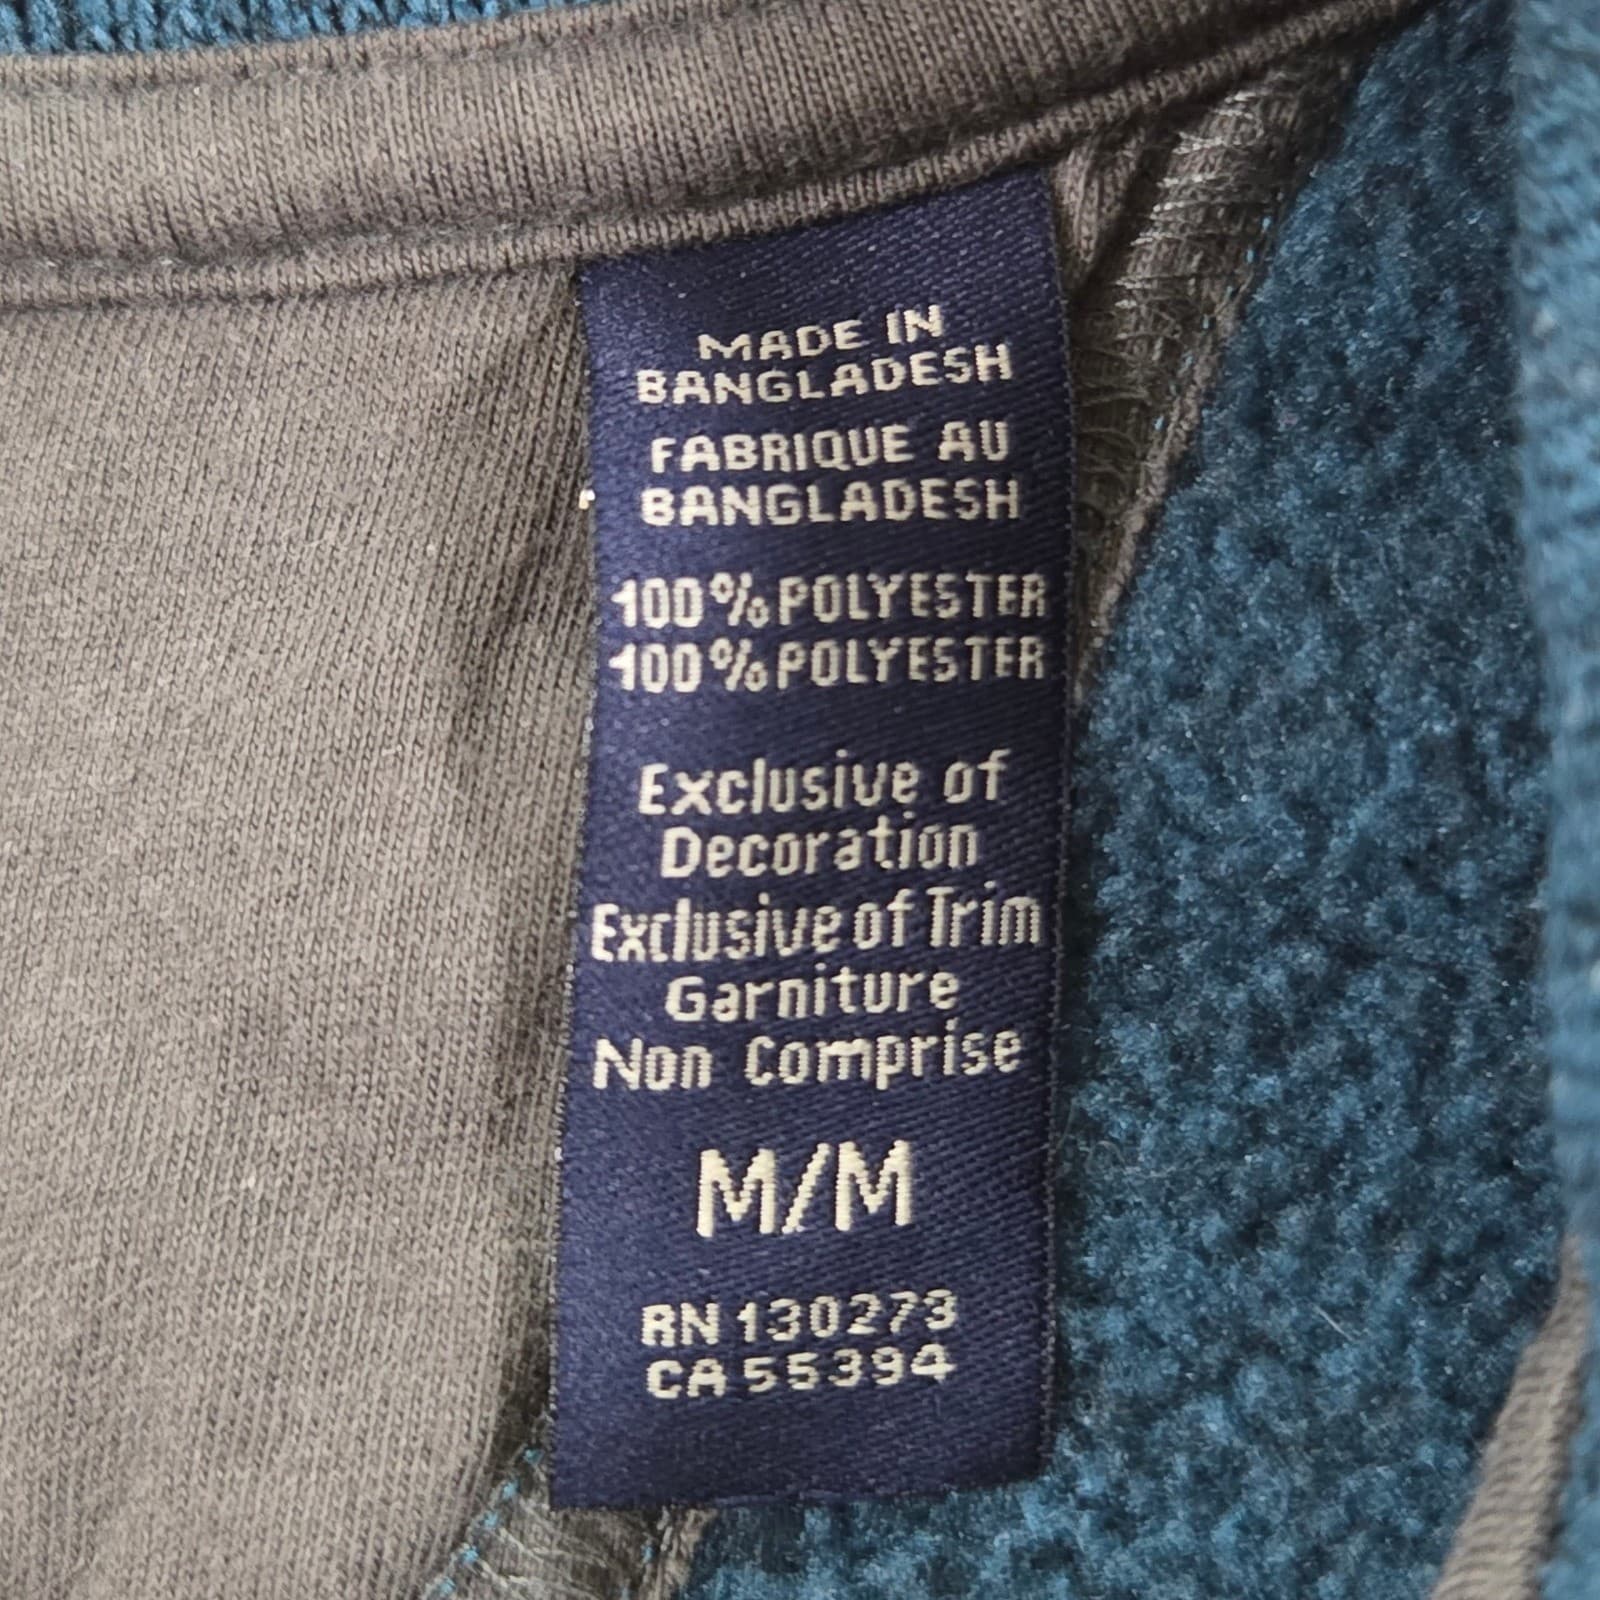 MADE IN
BANGLADESH
FABRIQUE AU
BANGLADESH
100% POLYESTER
100% POLYESTER
Exclusive of
Decoration
Exclusive of Trim
Garniture
Non Comprise
M/M
RN 130273
CA 55394